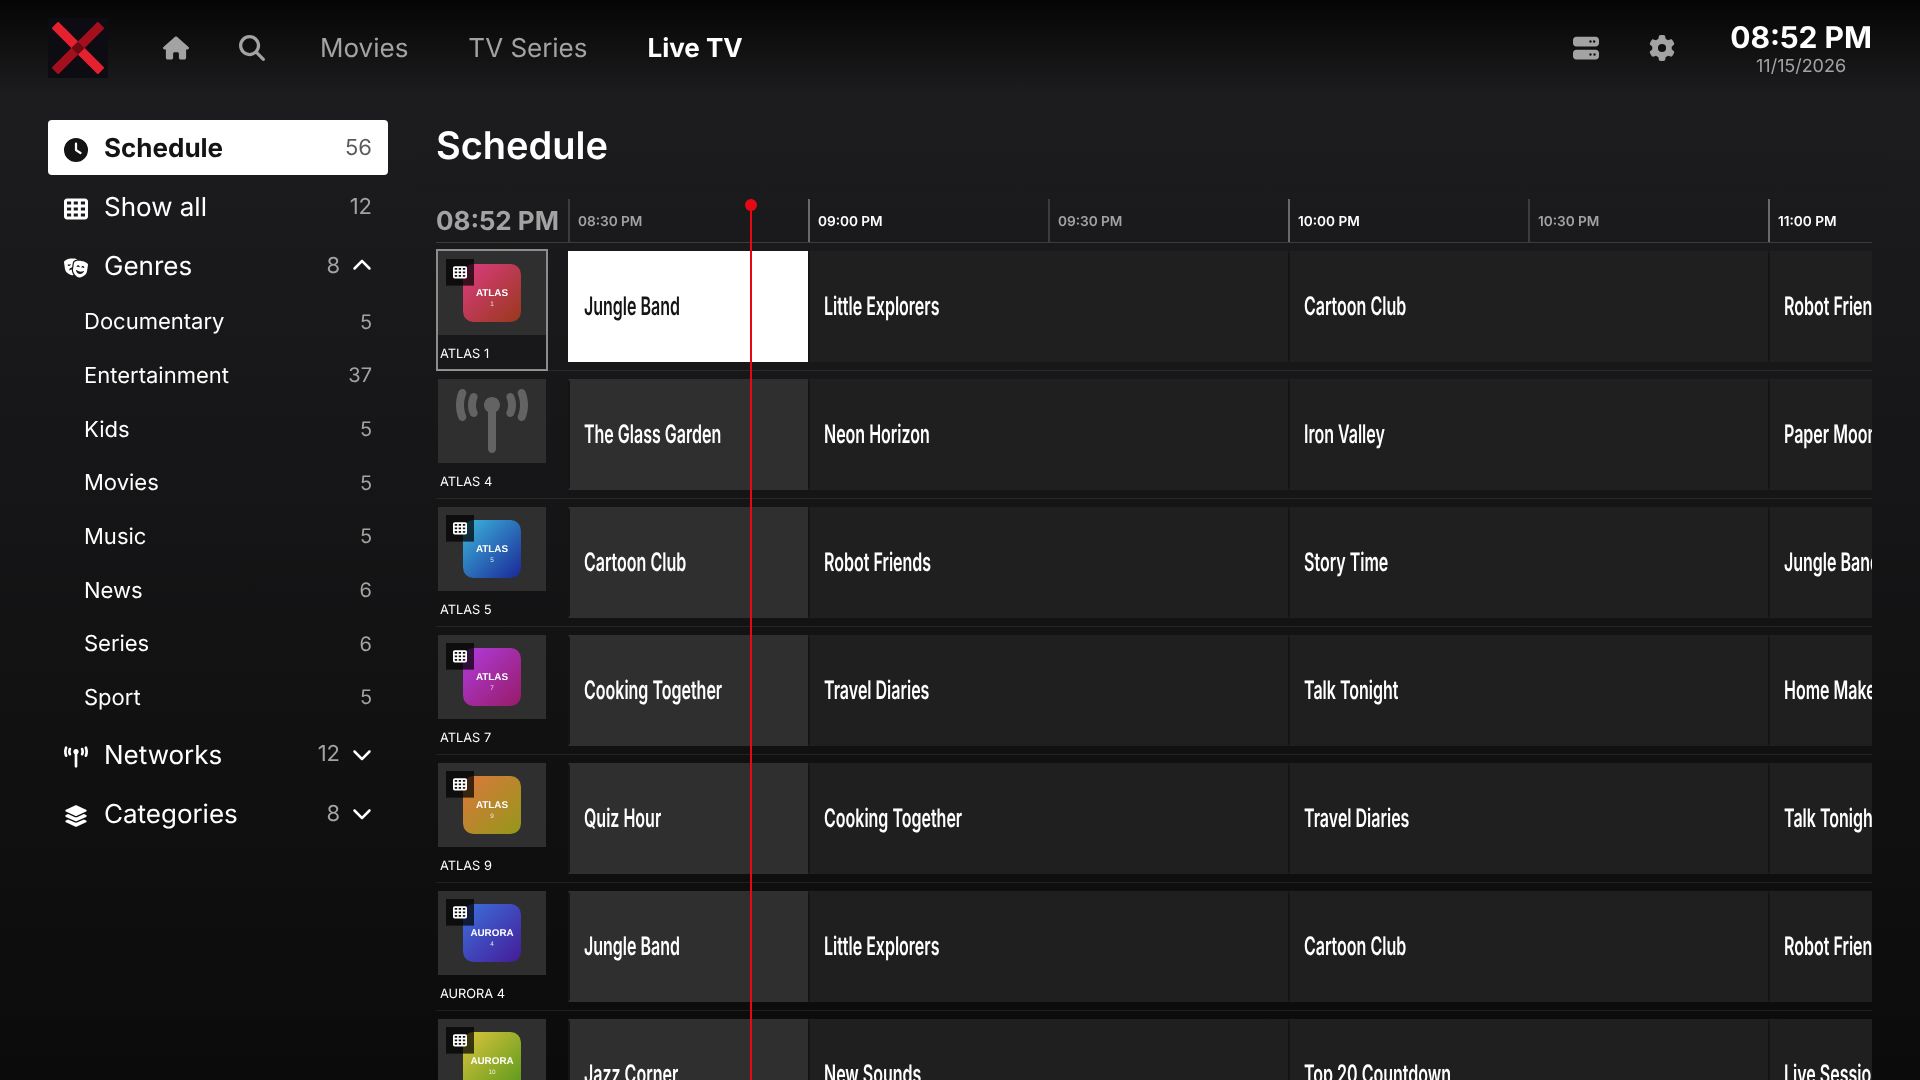 Movies
TV Series
Live TV
08:52 PM
11/15/2026
Schedule 56
Show all 12
Genres 8
Documentary 5
Entertainment 37
Kids 5
Movies 5
Music 5
News 6
Series 6
Sport 5
Networks 12
Categories 8
Schedule
08:52 PM 08:30 PM 09:00 PM 09:30 PM 10:00 PM 10:30 PM 11:00 PM
ATLAS
1
ATLAS 1
Jungle Band Little Explorers Cartoon Club Robot Frien
ATLAS 4
The Glass Garden Neon Horizon Iron Valley Paper Moon
ATLAS
5
ATLAS 5
Cartoon Club Robot Friends Story Time Jungle Band
ATLAS
7
ATLAS 7
Cooking Together Travel Diaries Talk Tonight Home Make
ATLAS
9
ATLAS 9
Quiz Hour Cooking Together Travel Diaries Talk Tonigh
AURORA
4
AURORA 4
Jungle Band Little Explorers Cartoon Club Robot Frien
AURORA
10
Jazz Corner New Sounds Top 20 Countdown Live Sessio